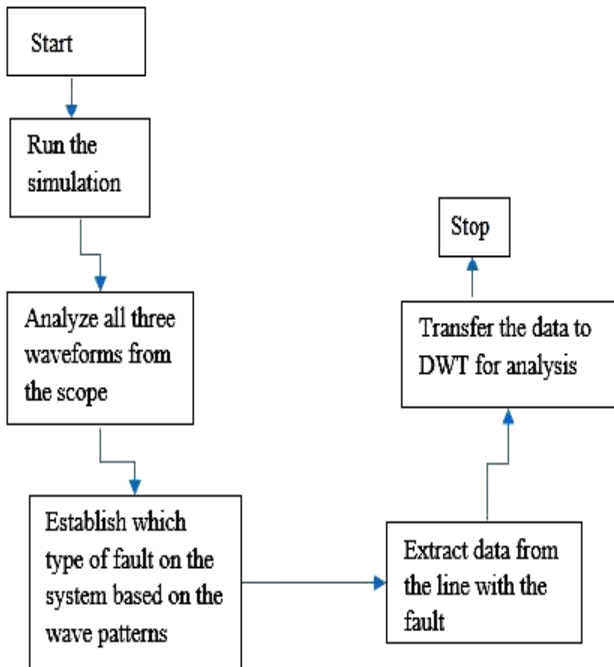 Start
Run the
simulation
Analyze all three
waveforms from
the scope
Establish which
type of fault on the
system based on the
wave patterns
Extract data from
the line with the
fault
Transfer the data to
DWT for analysis
Stop